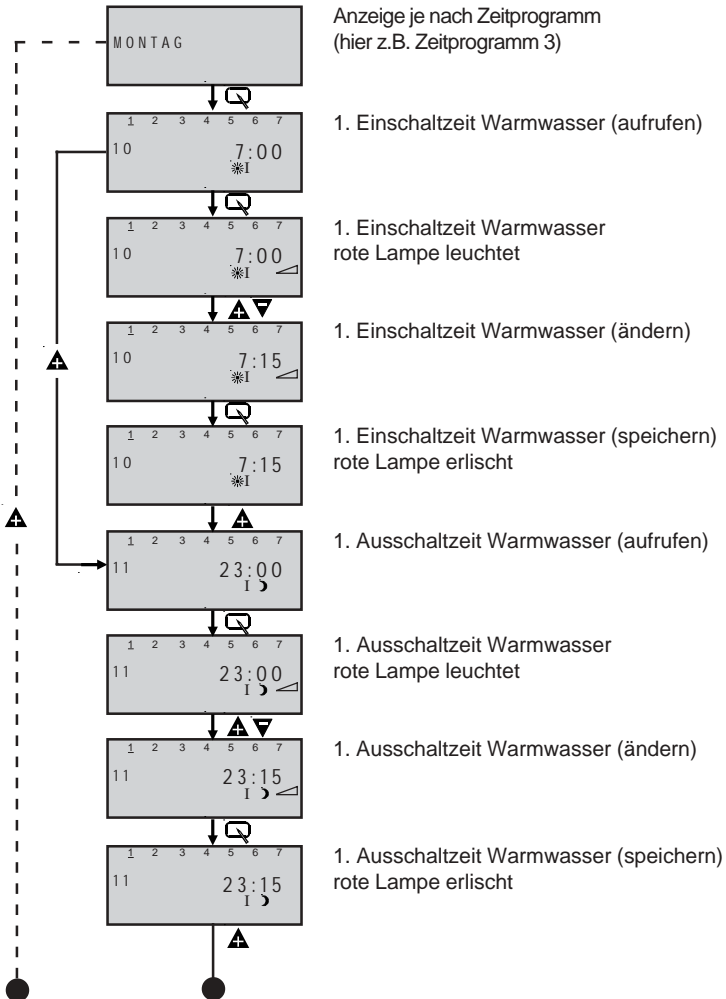 Anzeige je nach Zeitprogramm
MONTAG
(hier z.B. Zeitprogramm 3)
1 2 3 4 5 6 7
1. Einschaltzeit Warmwasser (aufrufen)
10 7:00
I
1 2 3 4 5 6 7
1. Einschaltzeit Warmwasser
10 7:00
rote Lampe leuchtet
I
1 2 3 4 5 6 7
1. Einschaltzeit Warmwasser (ändern)
10 7:15
I
1 2 3 4 5 6 7
1. Einschaltzeit Warmwasser (speichern)
10 7:15
rote Lampe erlischt
I
1 2 3 4 5 6 7
1. Ausschaltzeit Warmwasser (aufrufen)
11 23:00
I
1 2 3 4 5 6 7
1. Ausschaltzeit Warmwasser
11 23:00
rote Lampe leuchtet
I
1 2 3 4 5 6 7
1. Ausschaltzeit Warmwasser (ändern)
11 23:15
I
1 2 3 4 5 6 7
1. Ausschaltzeit Warmwasser (speichern)
11 23:15
rote Lampe erlischt
I